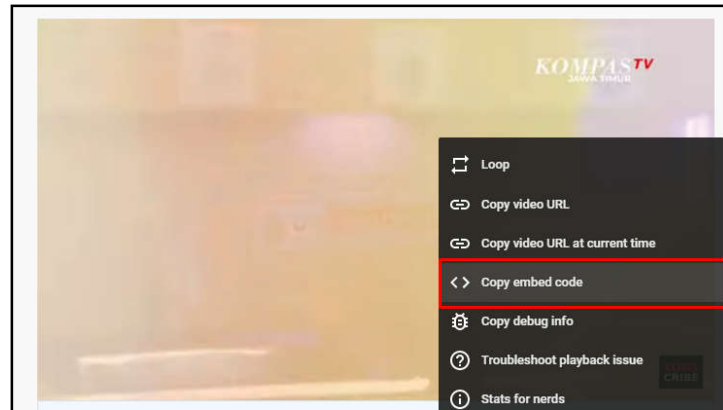 KOMPASTV
JAWA TIMUR
Loop
Copy video URL
Copy video URL at current time
Copy embed code
Copy debug info
Troubleshoot playback issue
Stats for nerds